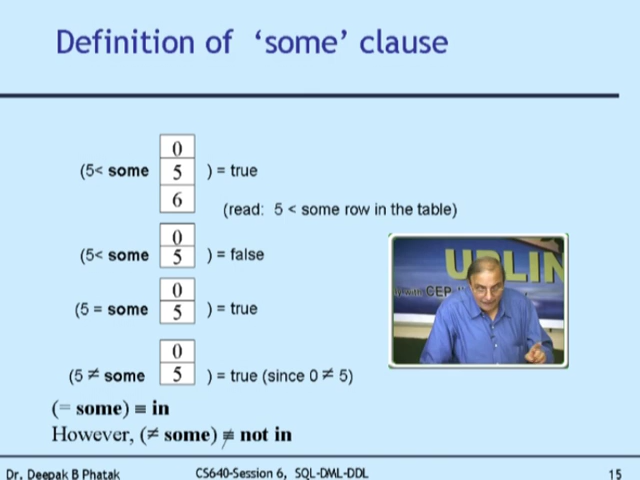 Definition of ‘some’ clause
0
(5< some 5 ) = true
6
(read: 5 < some row in the table)
0
(5< some 5 ) = false
0
(5 = some 5 ) = true
0
(5 ≠ some 5 ) = true (since 0 ≠ 5)
(= some) ≡ in
However, (≠ some) ≢ not in
CEP
Dr. Deepak B Phatak CS640-Session 6, SQL-DML-DDL 15